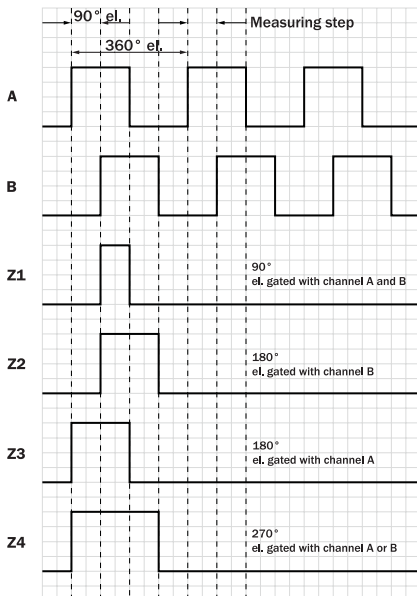 90° el.
Measuring step
360° el.
A
B
Z1
90°
el. gated with channel A and B
Z2
180°
el. gated with channel B
Z3
180°
el. gated with channel A
Z4
270°
el. gated with channel A or B